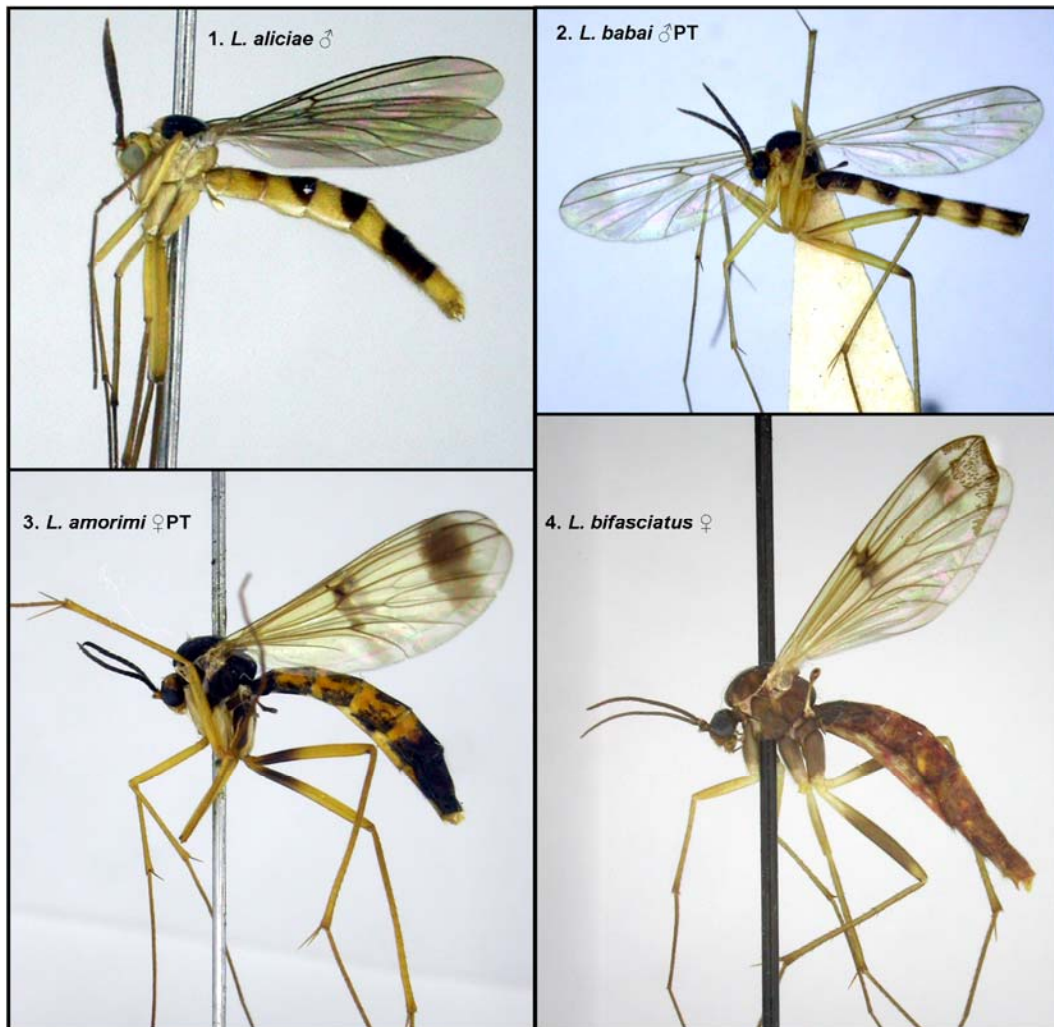 1. L. aliciae ♂
2. L. babai ♂PT
3. L. amorimi ♀PT
4. L. bifasciatus ♀